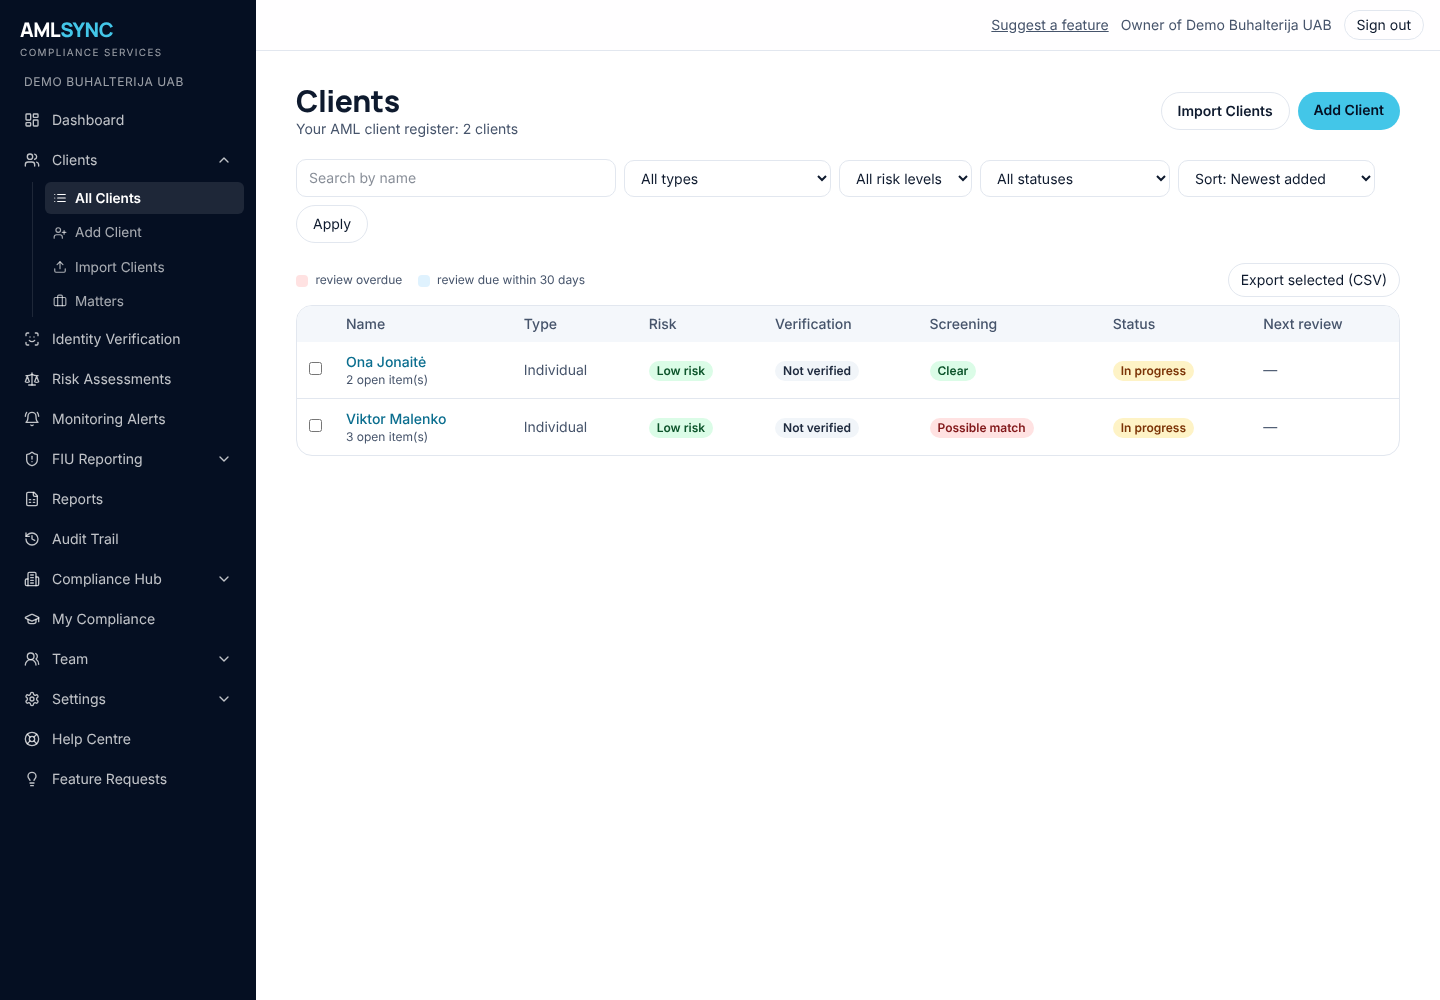 AMLSYNC
COMPLIANCE SERVICES
DEMO BUHALTERIJA UAB
Dashboard
Clients
All Clients
Add Client
Import Clients
Matters
Identity Verification
Risk Assessments
Monitoring Alerts
FIU Reporting
Reports
Audit Trail
Compliance Hub
My Compliance
Team
Settings
Help Centre
Feature Requests
Suggest a feature Owner of Demo Buhalterija UAB Sign out
Clients
Your AML client register: 2 clients
Import Clients Add Client
Search by name All types All risk levels All statuses Sort: Newest added
Apply
review overdue review due within 30 days Export selected (CSV)
Name Type Risk Verification Screening Status Next review
Ona Jonaitė Individual Low risk Not verified Clear In progress —
2 open item(s)
Viktor Malenko Individual Low risk Not verified Possible match In progress —
3 open item(s)